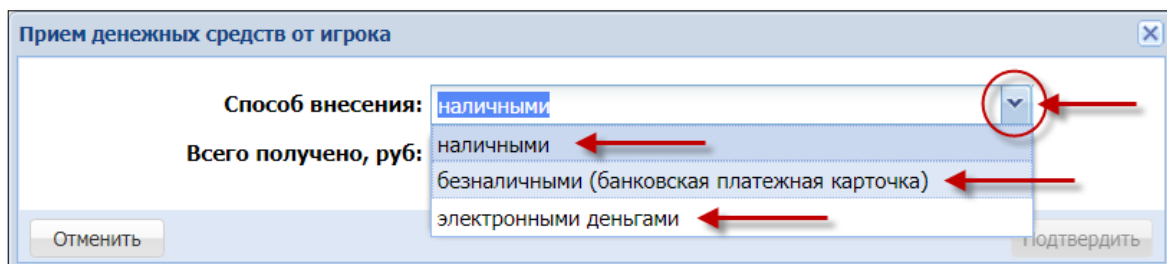 Прием денежных средств от игрока
Способ внесения: наличными
Всего получено, руб: наличными
безналичными (банковская платежная карточка)
электронными деньгами
Отменить Подтвердить